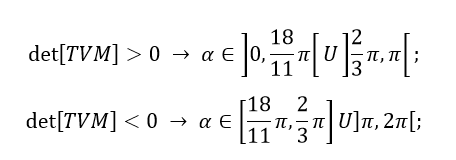 det[TVM] > 0 → α ∈ ]0, 18/11 π[ U ]2/3 π, π[ ;
det[TVM] < 0 → α ∈ [18/11 π, 2/3 π] U]π, 2π[;